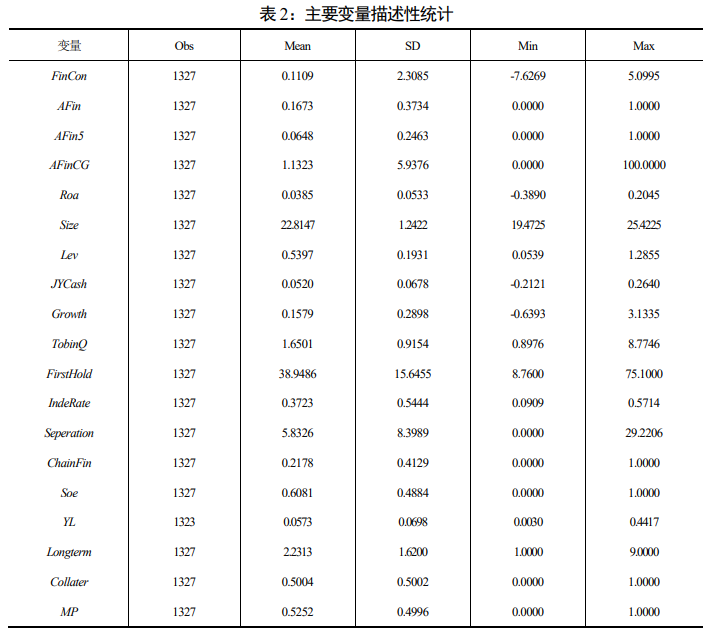 表 2：主要变量描述性统计
变量 Obs Mean SD Min Max
FinCon 1327 0.1109 2.3085 -7.6269 5.0995
AFin 1327 0.1673 0.3734 0.0000 1.0000
AFin5 1327 0.0648 0.2463 0.0000 1.0000
AFinCG 1327 1.1323 5.9376 0.0000 100.0000
Roa 1327 0.0385 0.0533 -0.3890 0.2045
Size 1327 22.8147 1.2422 19.4725 25.4225
Lev 1327 0.5397 0.1931 0.0539 1.2855
JYCash 1327 0.0520 0.0678 -0.2121 0.2640
Growth 1327 0.1579 0.2898 -0.6393 3.1335
TobinQ 1327 1.6501 0.9154 0.8976 8.7746
FirstHold 1327 38.9486 15.6455 8.7600 75.1000
IndeRate 1327 0.3723 0.5444 0.0909 0.5714
Seperation 1327 5.8326 8.3989 0.0000 29.2206
ChainFin 1327 0.2178 0.4129 0.0000 1.0000
Soe 1327 0.6081 0.4884 0.0000 1.0000
YL 1323 0.0573 0.0698 0.0030 0.4417
Longterm 1327 2.2313 1.6200 1.0000 9.0000
Collater 1327 0.5004 0.5002 0.0000 1.0000
MP 1327 0.5252 0.4996 0.0000 1.0000